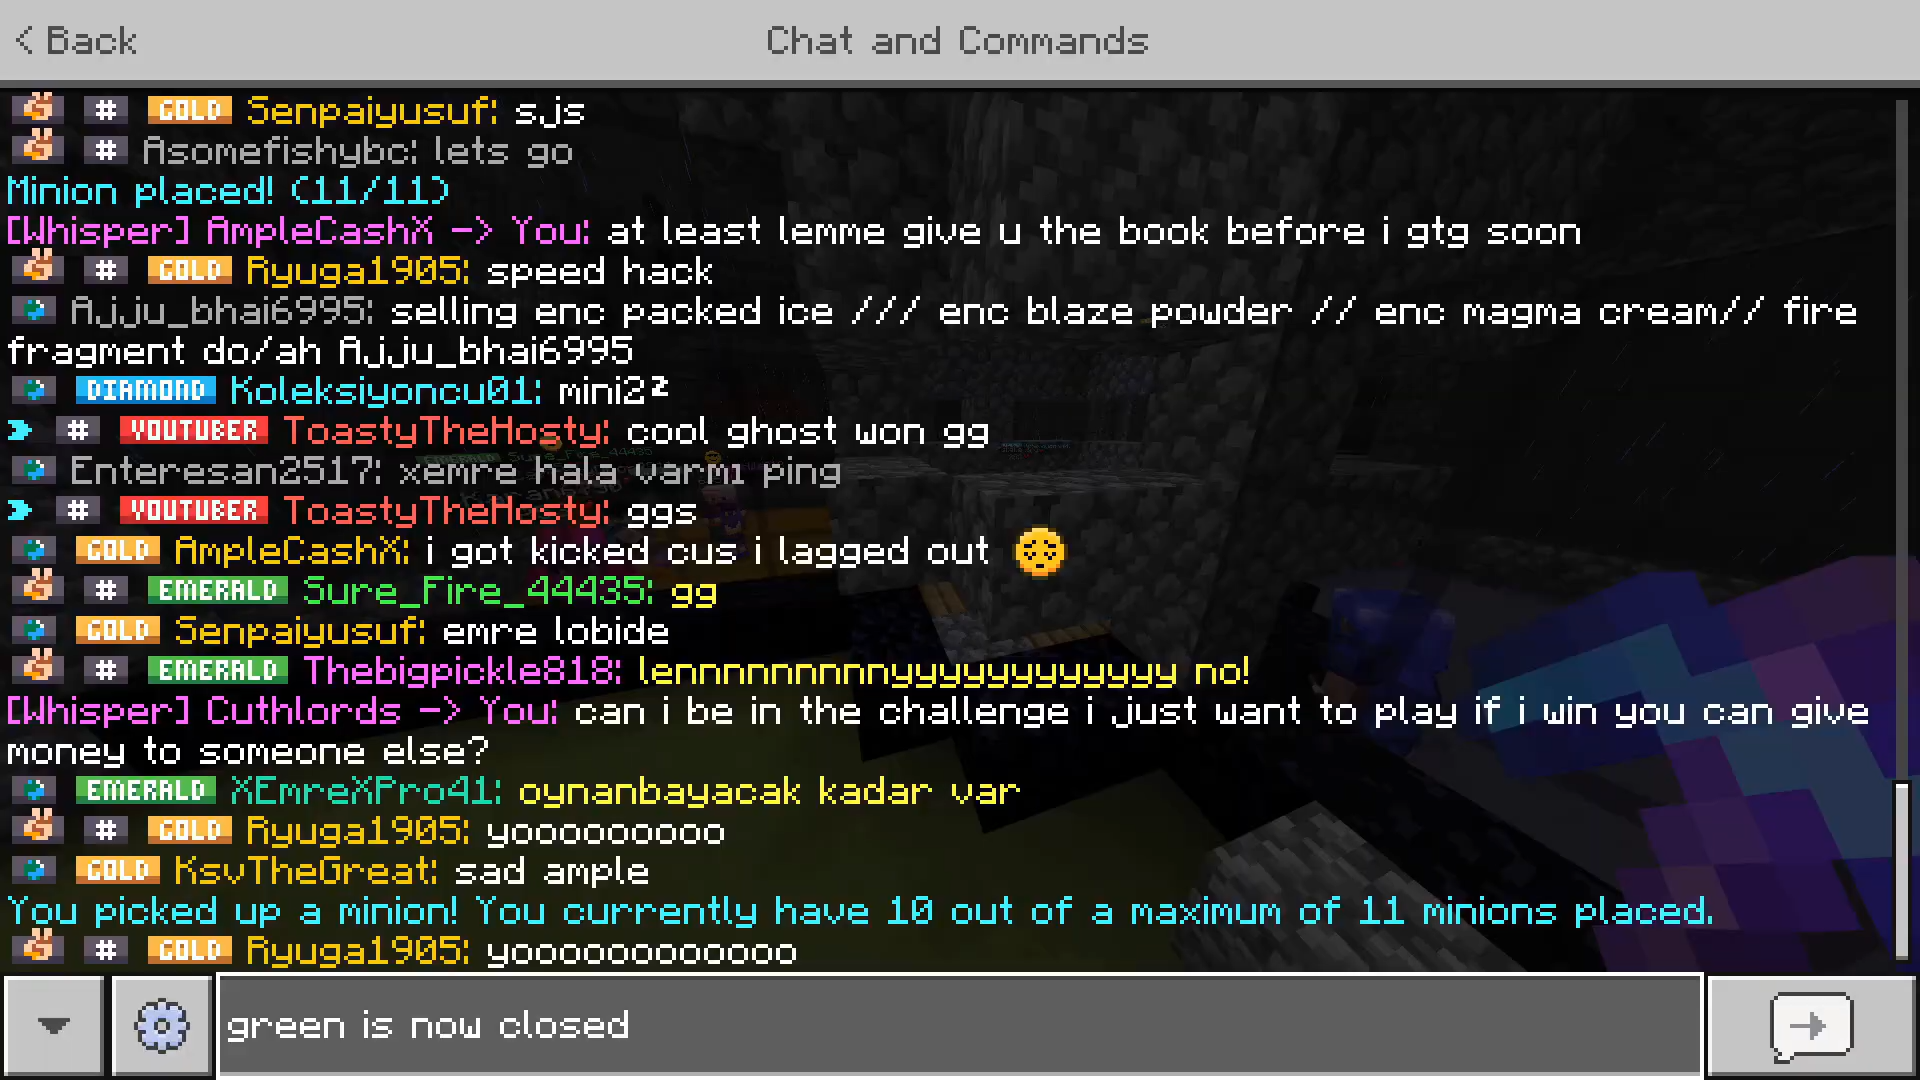 < Back
Chat and Commands
# GOLD Senpaiyusuf: sjs
# Asomefishybc: lets go
Minion placed! (11/11)
[Whisper] AmpleCashX -> You: at least lemme give u the book before i gtg soon
# GOLD Ryuga1905: speed hack
Ajju_bhai6995: selling enc packed ice /// enc blaze powder // enc magma cream// fire
fragment do/ah Ajju_bhai6995
DIAMOND Koleksiyoncu01: mini2²
# YOUTUBER ToastyTheHosty: cool ghost won gg
Enteresan2517: xemre hala varmı ping
# YOUTUBER ToastyTheHosty: ggs
GOLD AmpleCashX: i got kicked cus i lagged out
# EMERALD Sure_Fire_44435: gg
GOLD Senpaiyusuf: emre lobide
# EMERALD Thebigpickle818: lennnnnnnnnnyyyyyyyyyyyyy no!
[Whisper] Cuthlords -> You: can i be in the challenge i just want to play if i win you can give
money to someone else?
EMERALD XEmreXPro41: oynanbayacak kadar var
# GOLD Ryuga1905: yooooooooo
GOLD KsvTheGreat: sad ample
You picked up a minion! You currently have 10 out of a maximum of 11 minions placed.
# GOLD Ryuga1905: yoooooooooooo
green is now closed